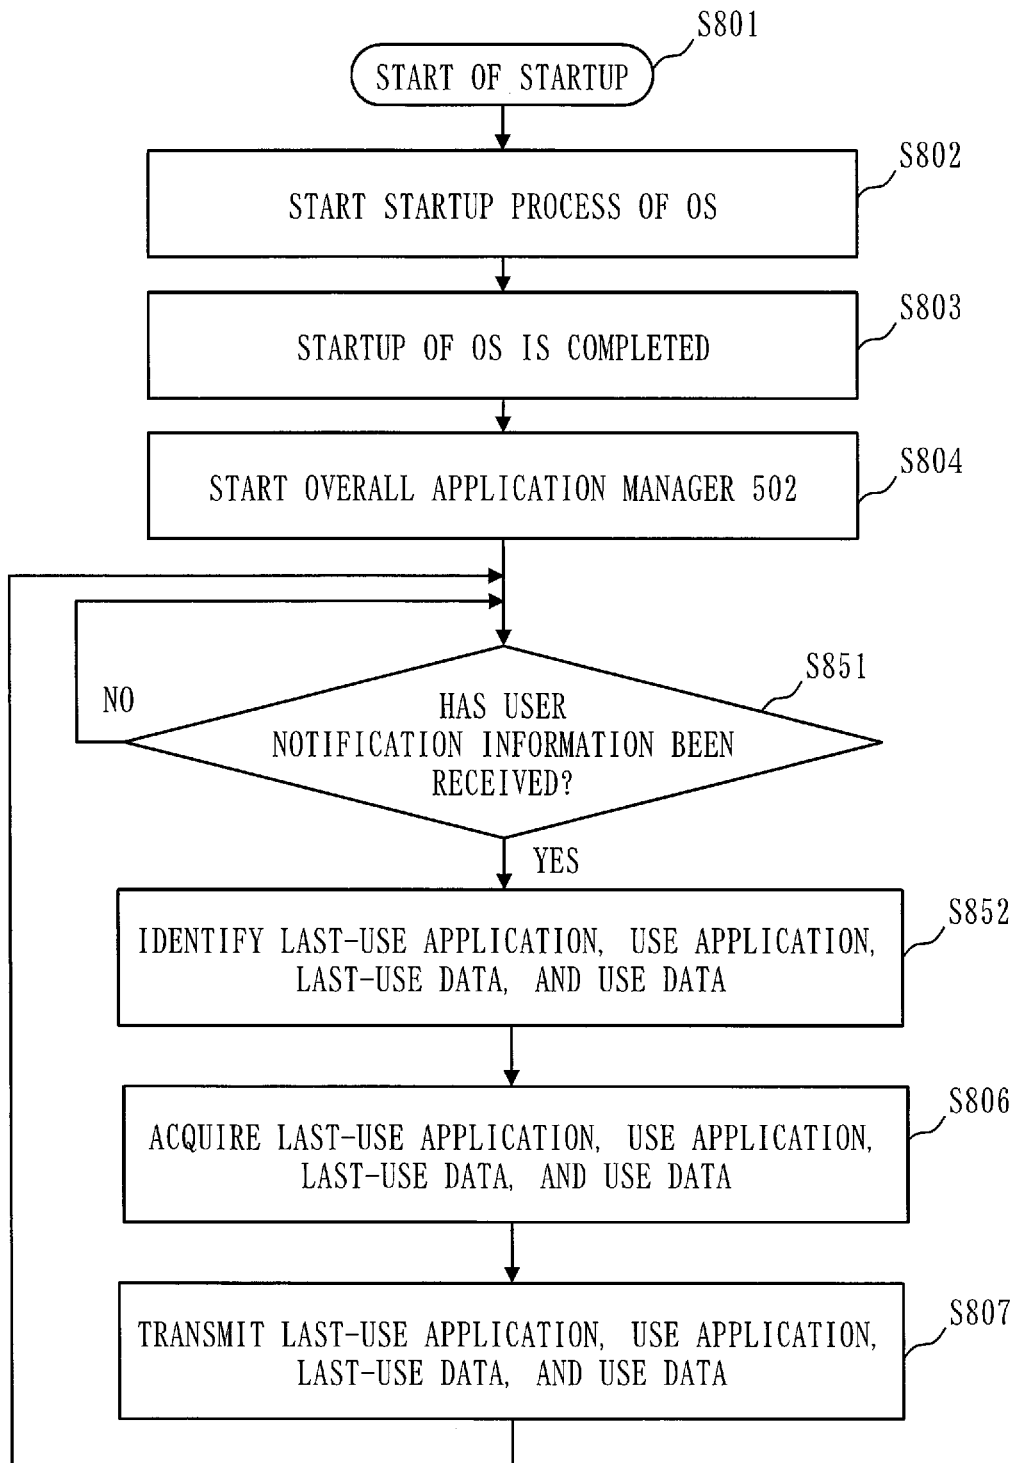 S801
START OF STARTUP
S802
START STARTUP PROCESS OF OS
S803
STARTUP OF OS IS COMPLETED
S804
START OVERALL APPLICATION MANAGER 502
S851
NO
HAS USER
NOTIFICATION INFORMATION BEEN
RECEIVED?
YES
S852
IDENTIFY LAST-USE APPLICATION, USE APPLICATION,
LAST-USE DATA, AND USE DATA
S806
ACQUIRE LAST-USE APPLICATION, USE APPLICATION,
LAST-USE DATA, AND USE DATA
S807
TRANSMIT LAST-USE APPLICATION, USE APPLICATION,
LAST-USE DATA, AND USE DATA